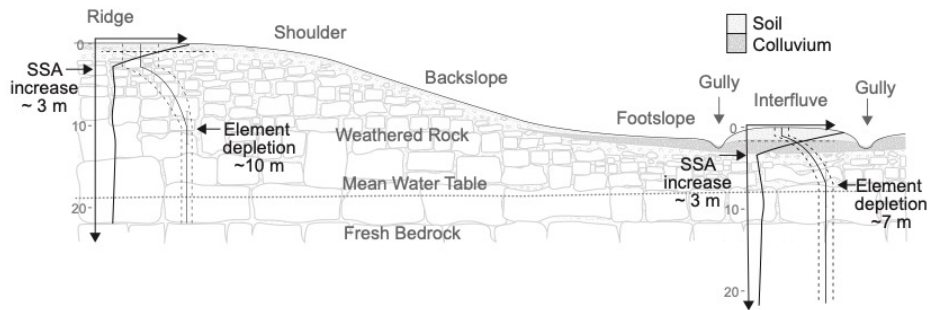 Ridge
Shoulder
Soil
Colluvium
0
SSA
increase
~ 3 m
Backslope
Gully
Interfluve
Gully
Footslope
0
10
Element
depletion
~10 m
Weathered Rock
SSA
increase
~ 3 m
Mean Water Table
Element
depletion
~7 m
10
20
Fresh Bedrock
20